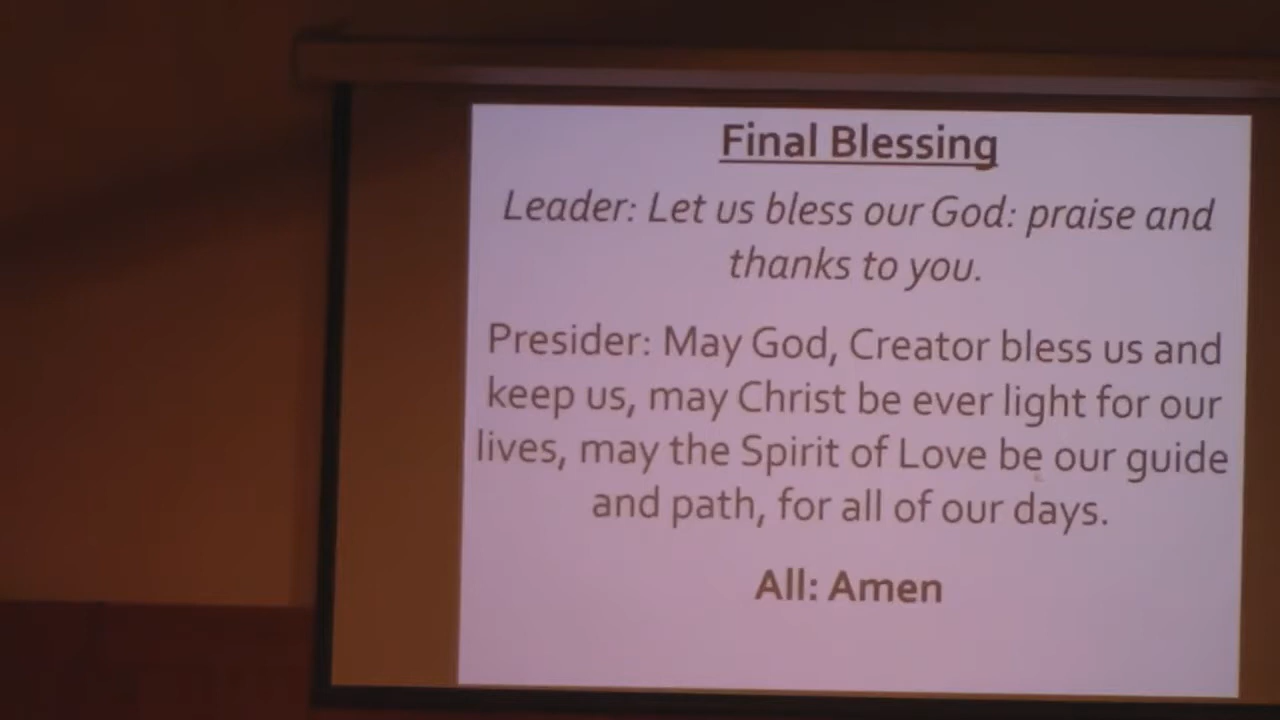 Final Blessing
Leader: Let us bless our God: praise and
thanks to you.
Presider: May God, Creator bless us and
keep us, may Christ be ever light for our
lives, may the Spirit of Love be our guide
and path, for all of our days.
All: Amen